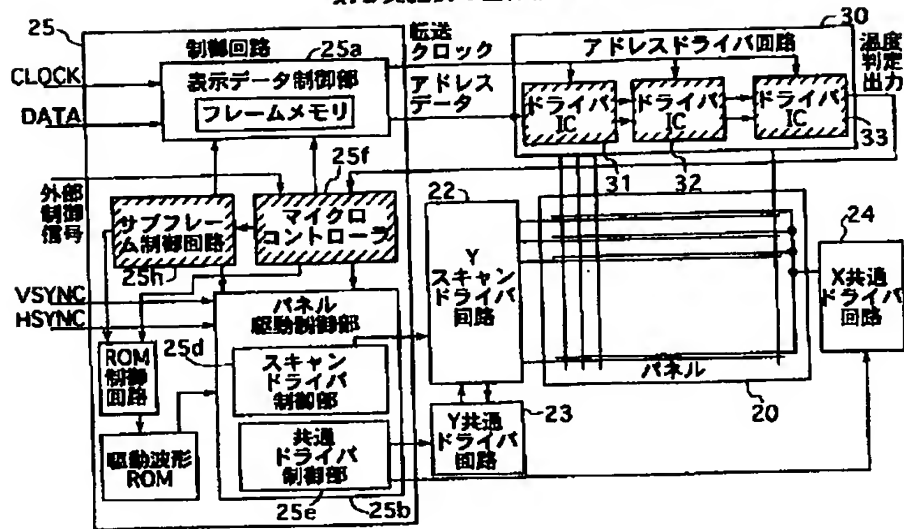 25
制御回路
25a
転送
クロック
30
アドレスドライバ回路
温度
判定
出力
CLOCK
表示データ制御部
アドレス
データ
DATA
フレームメモリ
ドライバ
IC
ドライバ
IC
ドライバ
IC
33
25f
31
32
外部
制御
信号
サブフレー
ム制御回路
マイクロ
コントローラ
22
24
25h
Y
スキャン
ドライバ
回路
X共通
ドライバ
回路
VSYNC
HSYNC
パネル
駆動制御部
25d
スキャン
ドライバ
制御部
ROM
制御
回路
パネル
20
23
Y共通
ドライバ
回路
駆動波形
ROM
共通
ドライバ
制御部
25e
25b